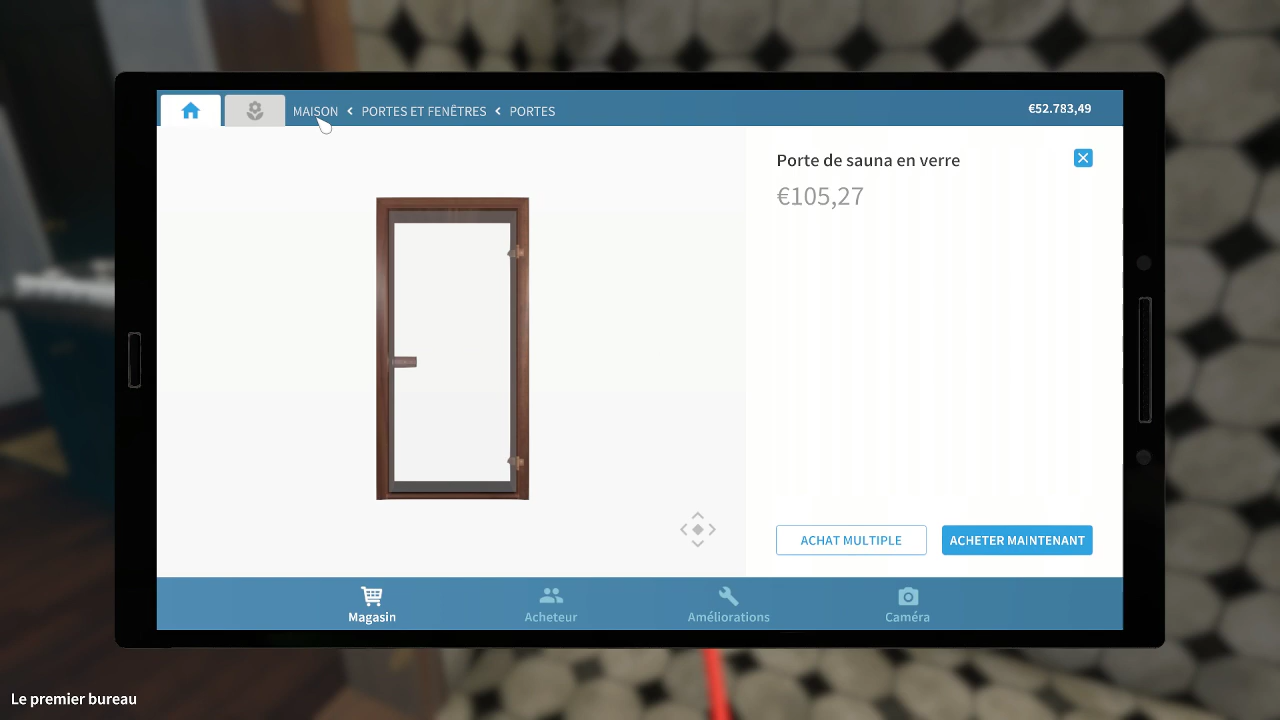 MAISON < PORTES ET FENÊTRES < PORTES
€52.783,49
Porte de sauna en verre
€105,27
ACHAT MULTIPLE
ACHETER MAINTENANT
Magasin
Acheteur
Améliorations
Caméra
Le premier bureau